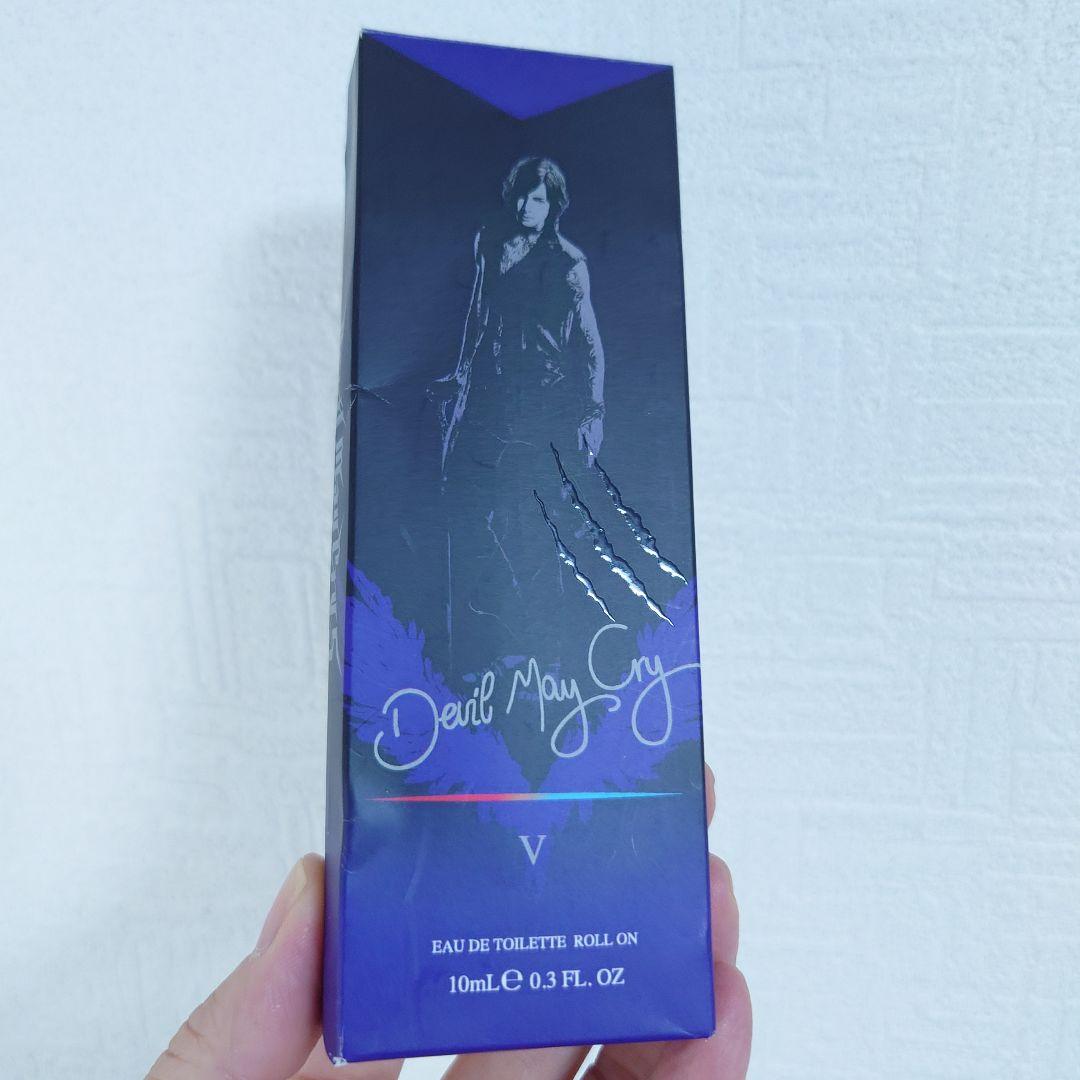 Devil May Cry
V
EAU DE TOILETTE ROLL ON
10mL℮ 0.3 FL. OZ